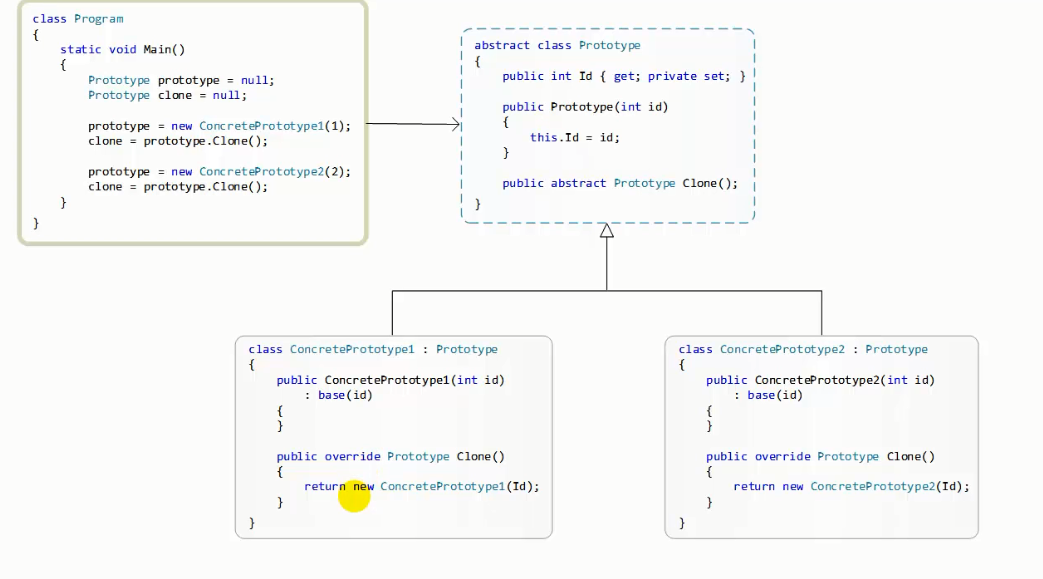 class Program
{
static void Main()
{
Prototype prototype = null;
Prototype clone = null;
prototype = new ConcretePrototype1(1);
clone = prototype.Clone();
prototype = new ConcretePrototype2(2);
clone = prototype.Clone();
}
}
abstract class Prototype
{
public int Id { get; private set; }
public Prototype(int id)
{
this.Id = id;
}
public abstract Prototype Clone();
}
class ConcretePrototype1 : Prototype
{
public ConcretePrototype1(int id)
: base(id)
{
}
public override Prototype Clone()
{
return new ConcretePrototype1(Id);
}
}
class ConcretePrototype2 : Prototype
{
public ConcretePrototype2(int id)
: base(id)
{
}
public override Prototype Clone()
{
return new ConcretePrototype2(Id);
}
}